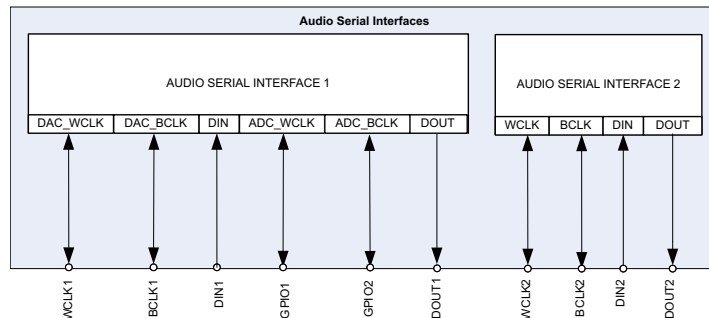 Audio Serial Interfaces
AUDIO SERIAL INTERFACE 1
AUDIO SERIAL INTERFACE 2
DAC_WCLK DAC_BCLK DIN ADC_WCLK ADC_BCLK DOUT
WCLK BCLK DIN DOUT
WCLK1
BCLK1
DIN1
GPIO1
GPIO2
DOUT1
WCLK2
BCLK2
DIN2
DOUT2